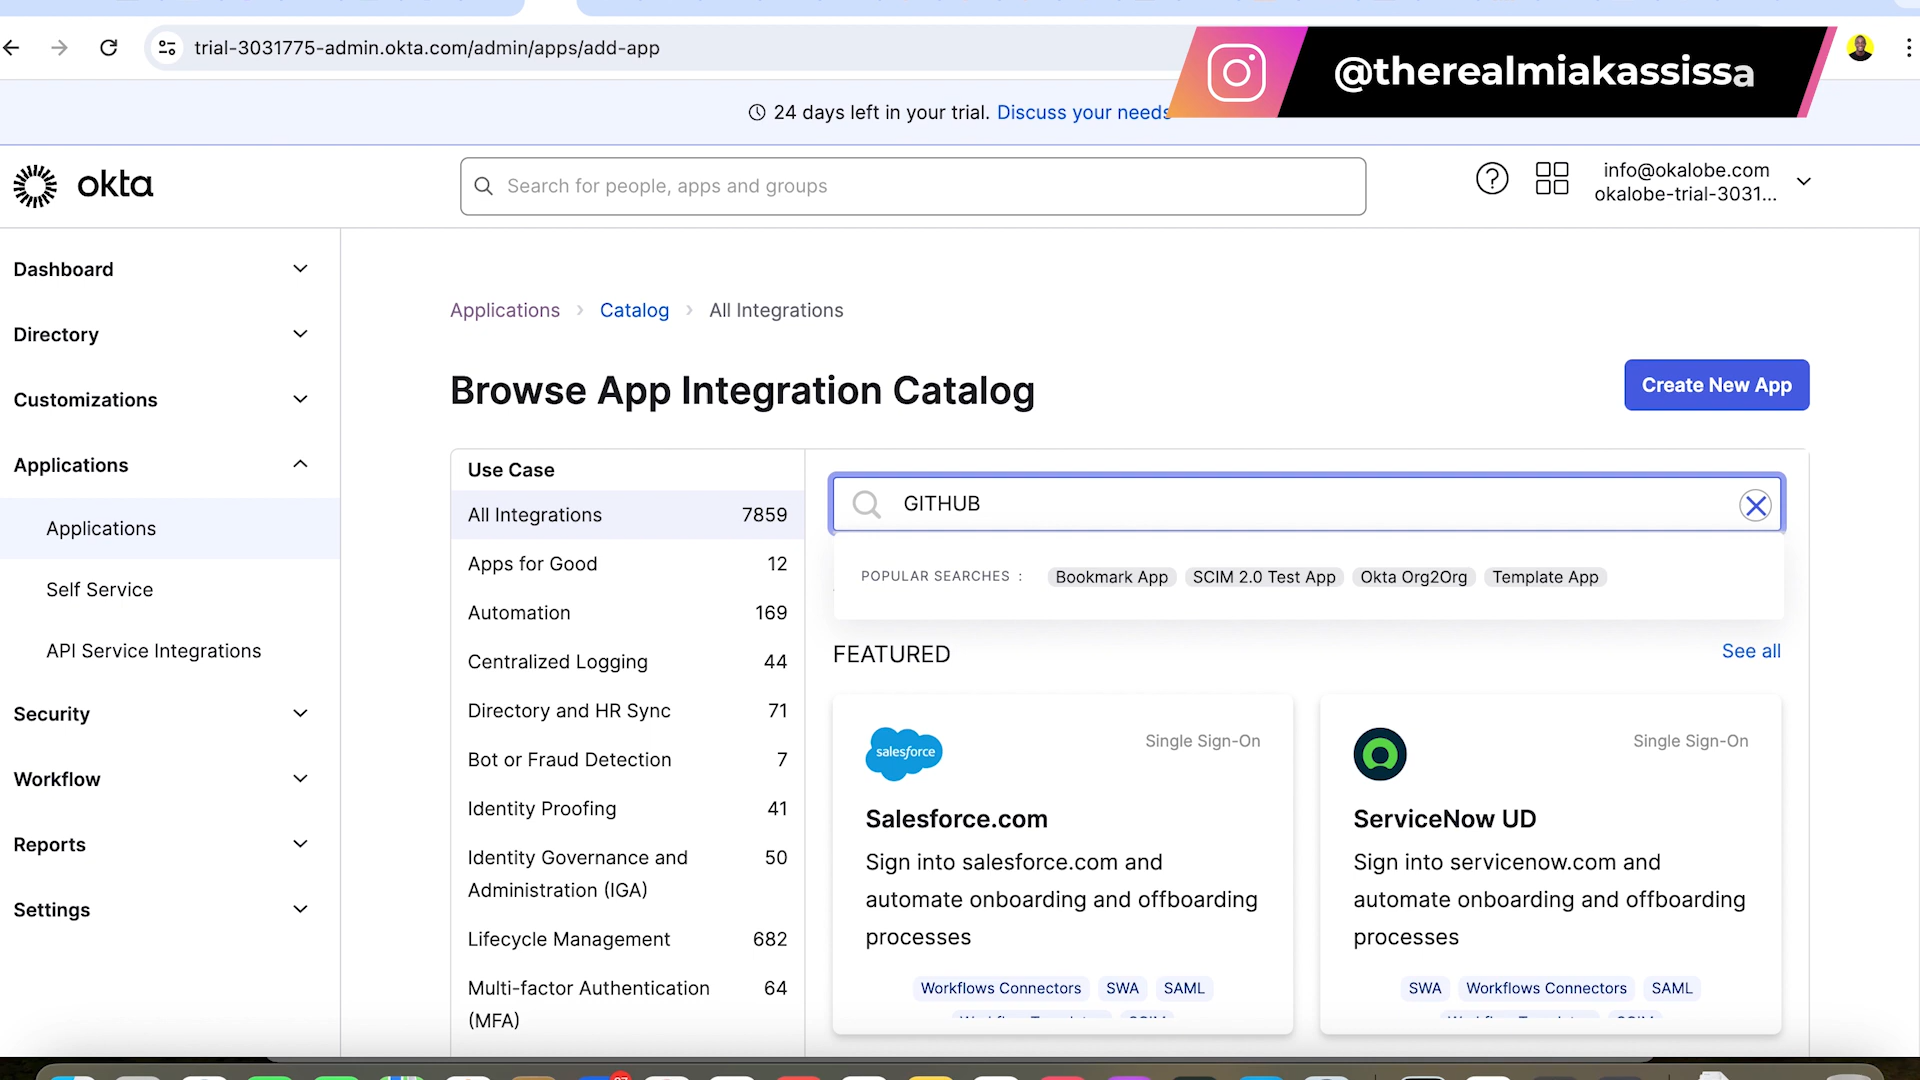 trial-3031775-admin.okta.com/admin/apps/add-app
@therealmiakassissa
24 days left in your trial. Discuss your needs
okta
Search for people, apps and groups
info@okalobe.com
okalobe-trial-3031...
Dashboard
Directory
Customizations
Applications
Applications
Self Service
API Service Integrations
Security
Workflow
Reports
Settings
Applications > Catalog > All Integrations
Browse App Integration Catalog
Create New App
Use Case
All Integrations 7859
Apps for Good 12
Automation 169
Centralized Logging 44
Directory and HR Sync 71
Bot or Fraud Detection 7
Identity Proofing 41
Identity Governance and 50
Administration (IGA)
Lifecycle Management 682
Multi-factor Authentication 64
(MFA)
GITHUB
POPULAR SEARCHES : Bookmark App SCIM 2.0 Test App Okta Org2Org Template App
FEATURED
See all
salesforce
Single Sign-On
Salesforce.com
Sign into salesforce.com and
automate onboarding and offboarding
processes
Workflows Connectors SWA SAML
Single Sign-On
ServiceNow UD
Sign into servicenow.com and
automate onboarding and offboarding
processes
SWA Workflows Connectors SAML